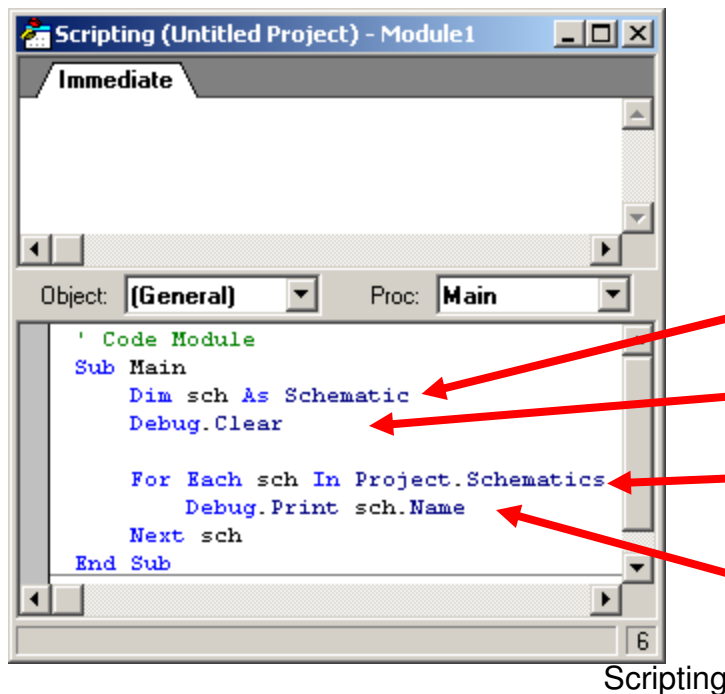 Scripting (Untitled Project) - Module1
Immediate
Object: (General) Proc: Main
' Code Module
Sub Main
Dim sch As Schematic
Debug.Clear
For Each sch In Project.Schematics
Debug.Print sch.Name
Next sch
End Sub
6
Scripting